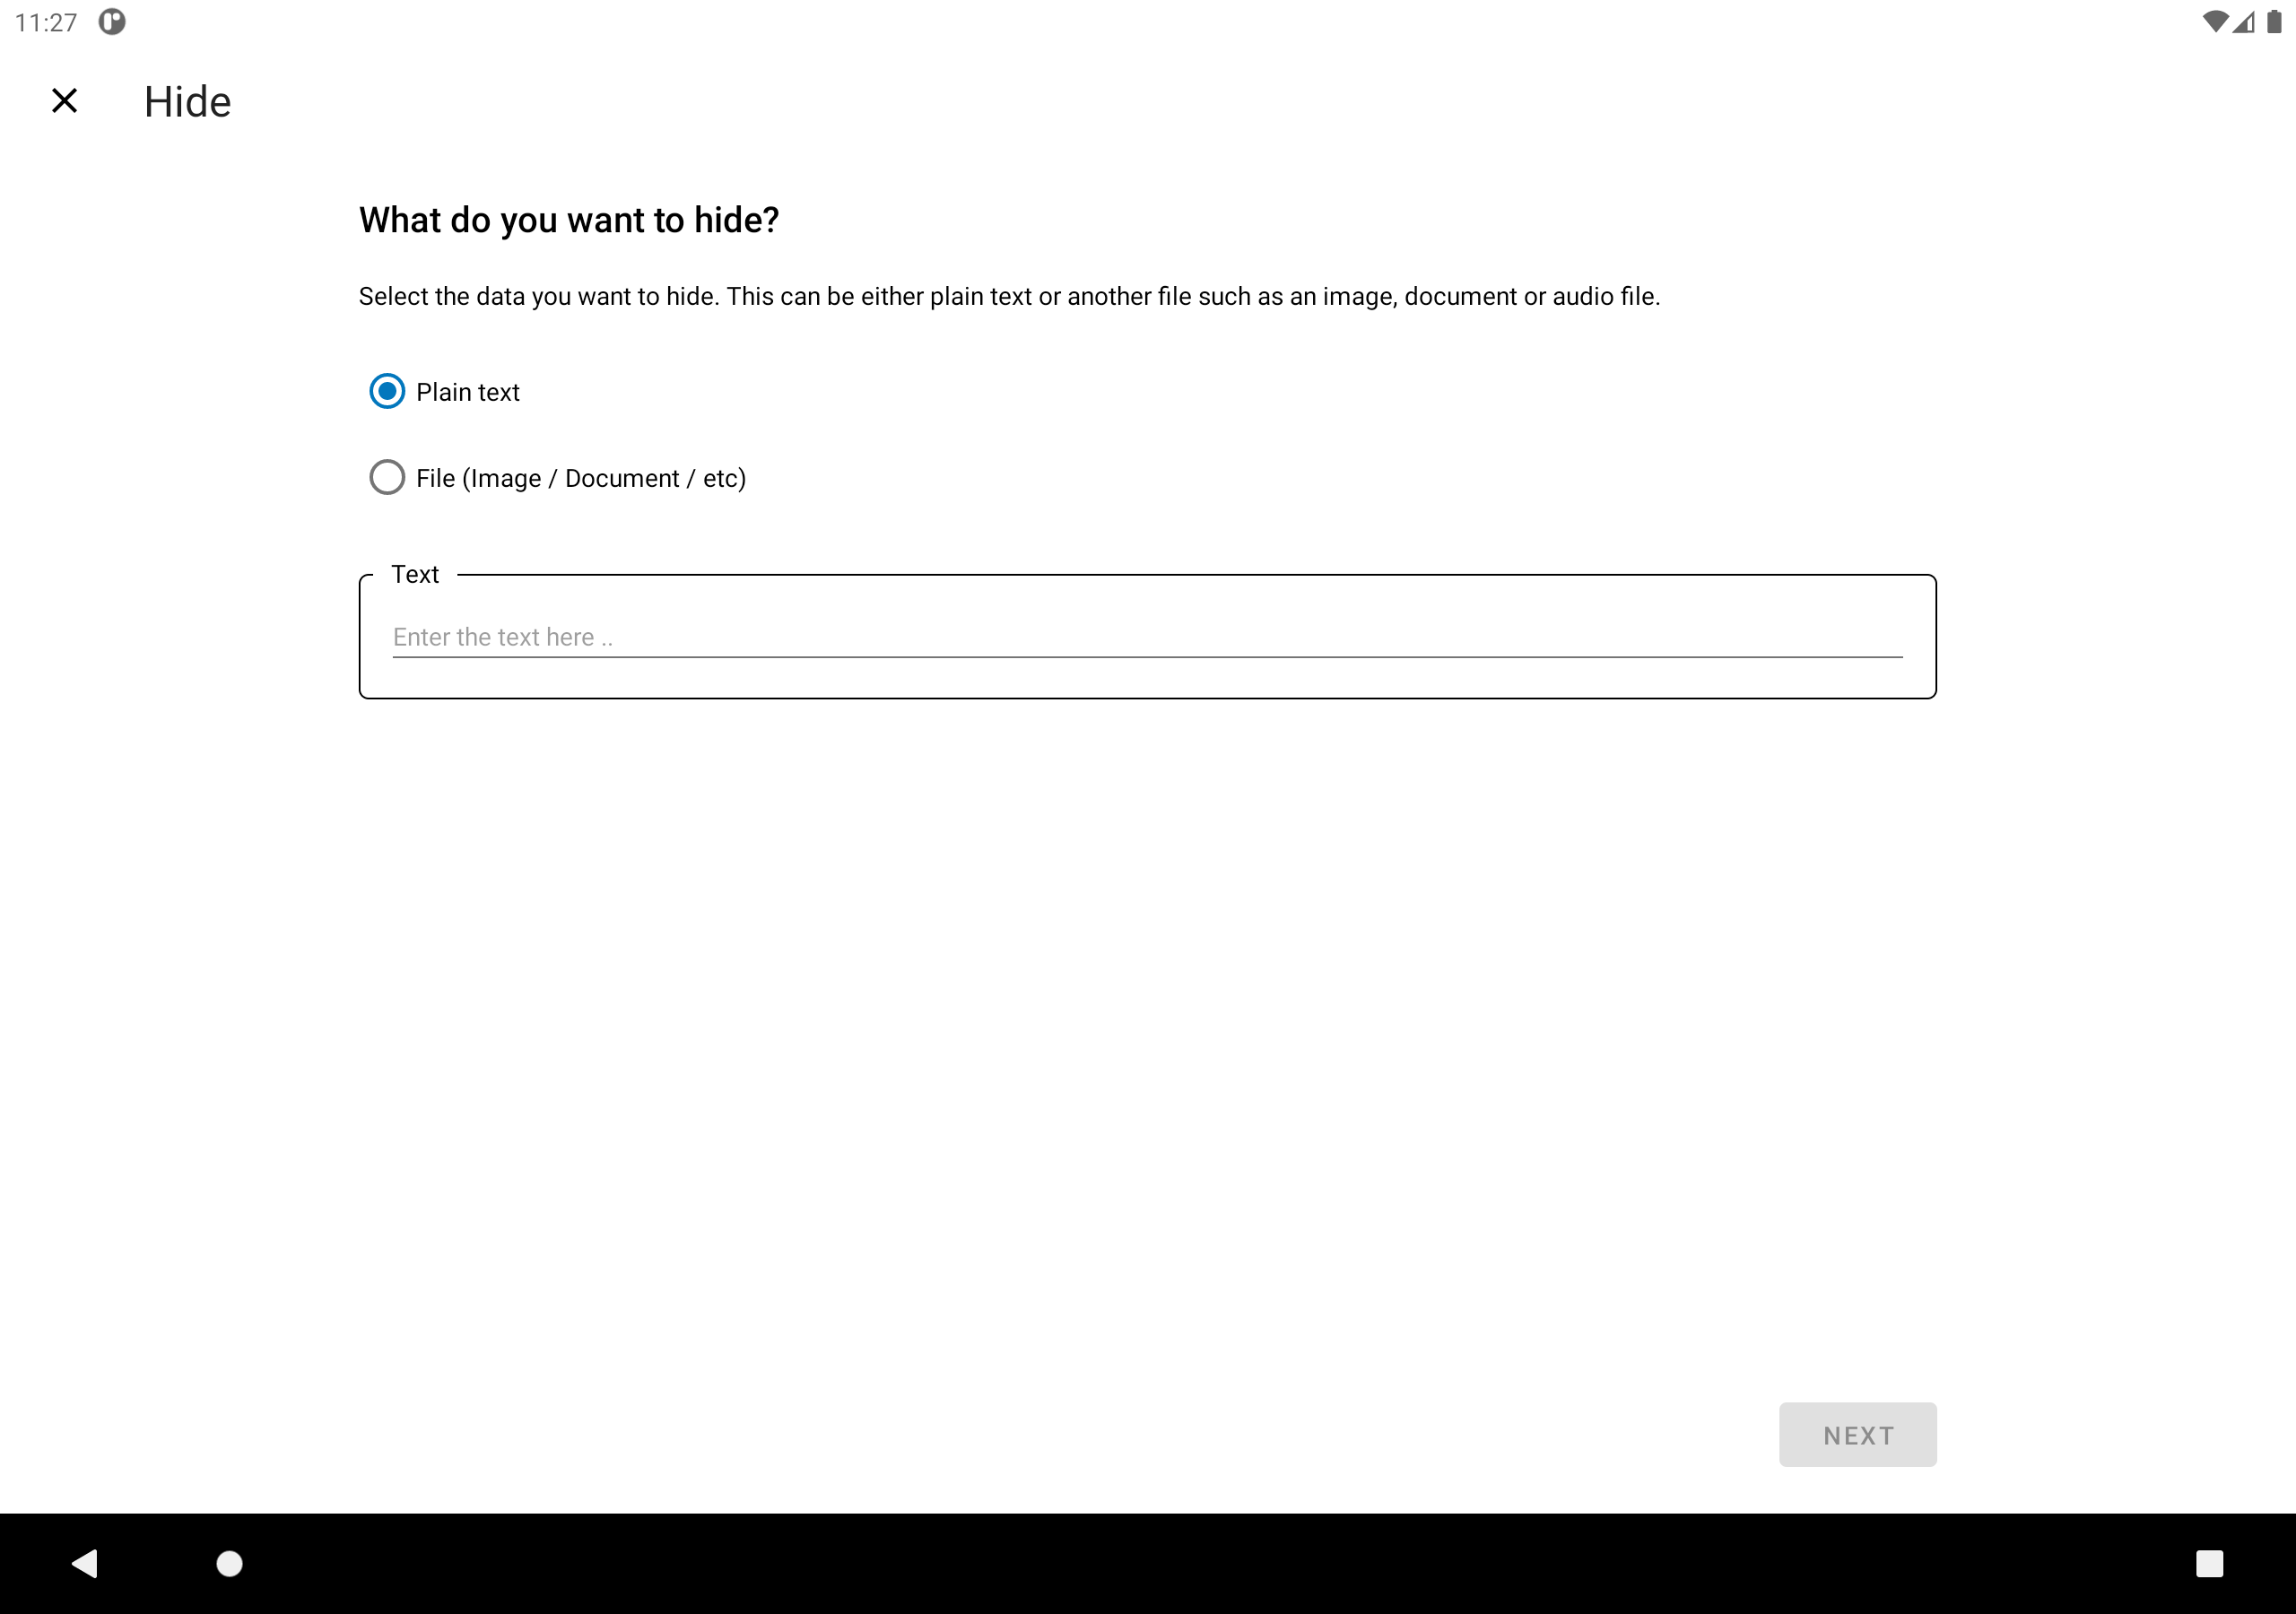 11:27
Hide
What do you want to hide?
Select the data you want to hide. This can be either plain text or another file such as an image, document or audio file.
Plain text
File (Image / Document / etc)
Text
Enter the text here ..
NEXT